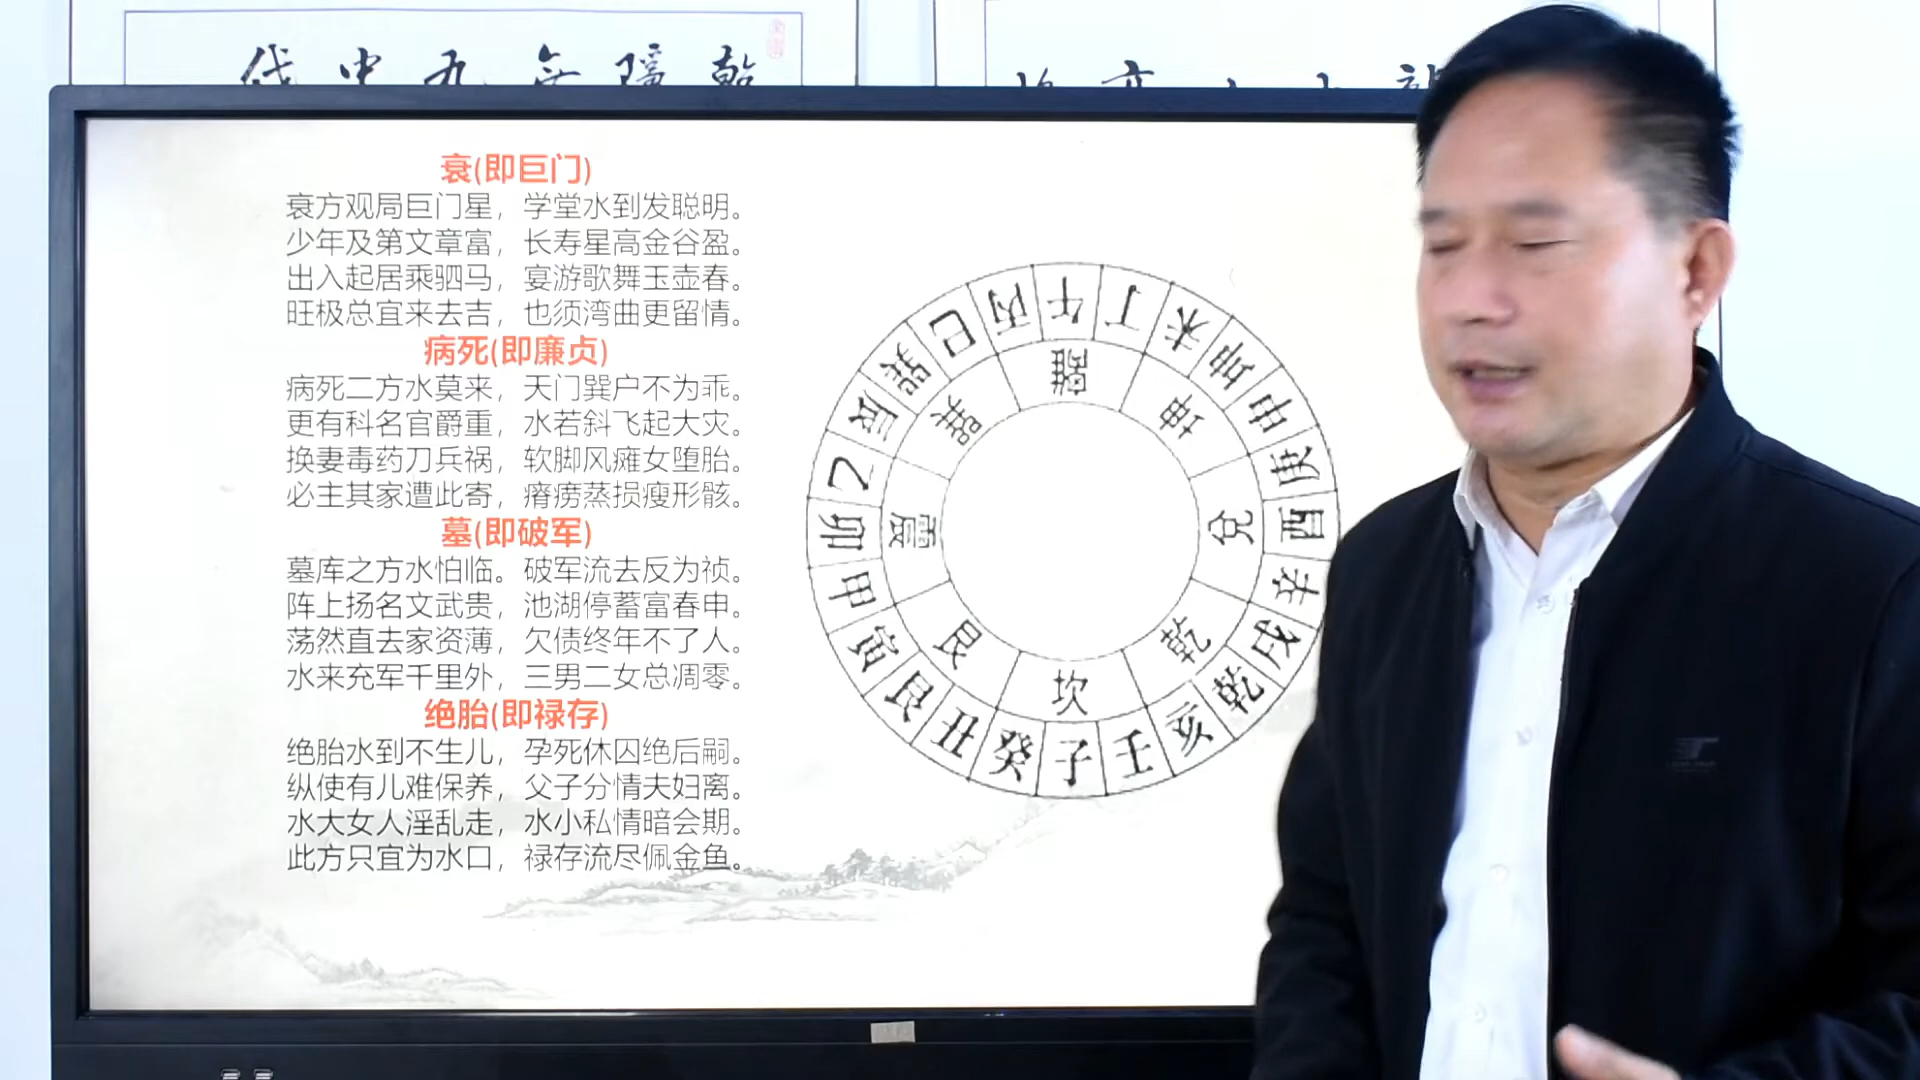 乾隔無九中伐
衰(即巨门)
衰方观局巨门星，学堂水到发聪明。
少年及第文章富，长寿星高金谷盈。
出入起居乘驷马，宴游歌舞玉壶春。
旺极总宜来去吉，也须湾曲更留情。
病死(即廉贞)
病死二方水莫来，天门巽户不为乖。
更有科名官爵重，水若斜飞起大灾。
换妻毒药刀兵祸，软脚风瘫女堕胎。
必主其家遭此寄，瘠痨蒸损瘦形骸。
墓(即破军)
墓库之方水怕临。破军流去反为祯。
阵上扬名文武贵，池湖停蓄富春申。
荡然直去家资薄，欠债终年不了人。
水来充军千里外，三男二女总凋零。
绝胎(即禄存)
绝胎水到不生儿，孕死休囚绝后嗣。
纵使有儿难保养，父子分情夫妇离。
水大女人淫乱走，水小私情暗会期。
此方只宜为水口，禄存流尽佩金鱼。
午丁未坤申庚酉辛戌乾亥壬子癸丑艮寅甲卯乙辰巽巳丙
離坤兑乾坎艮震巽